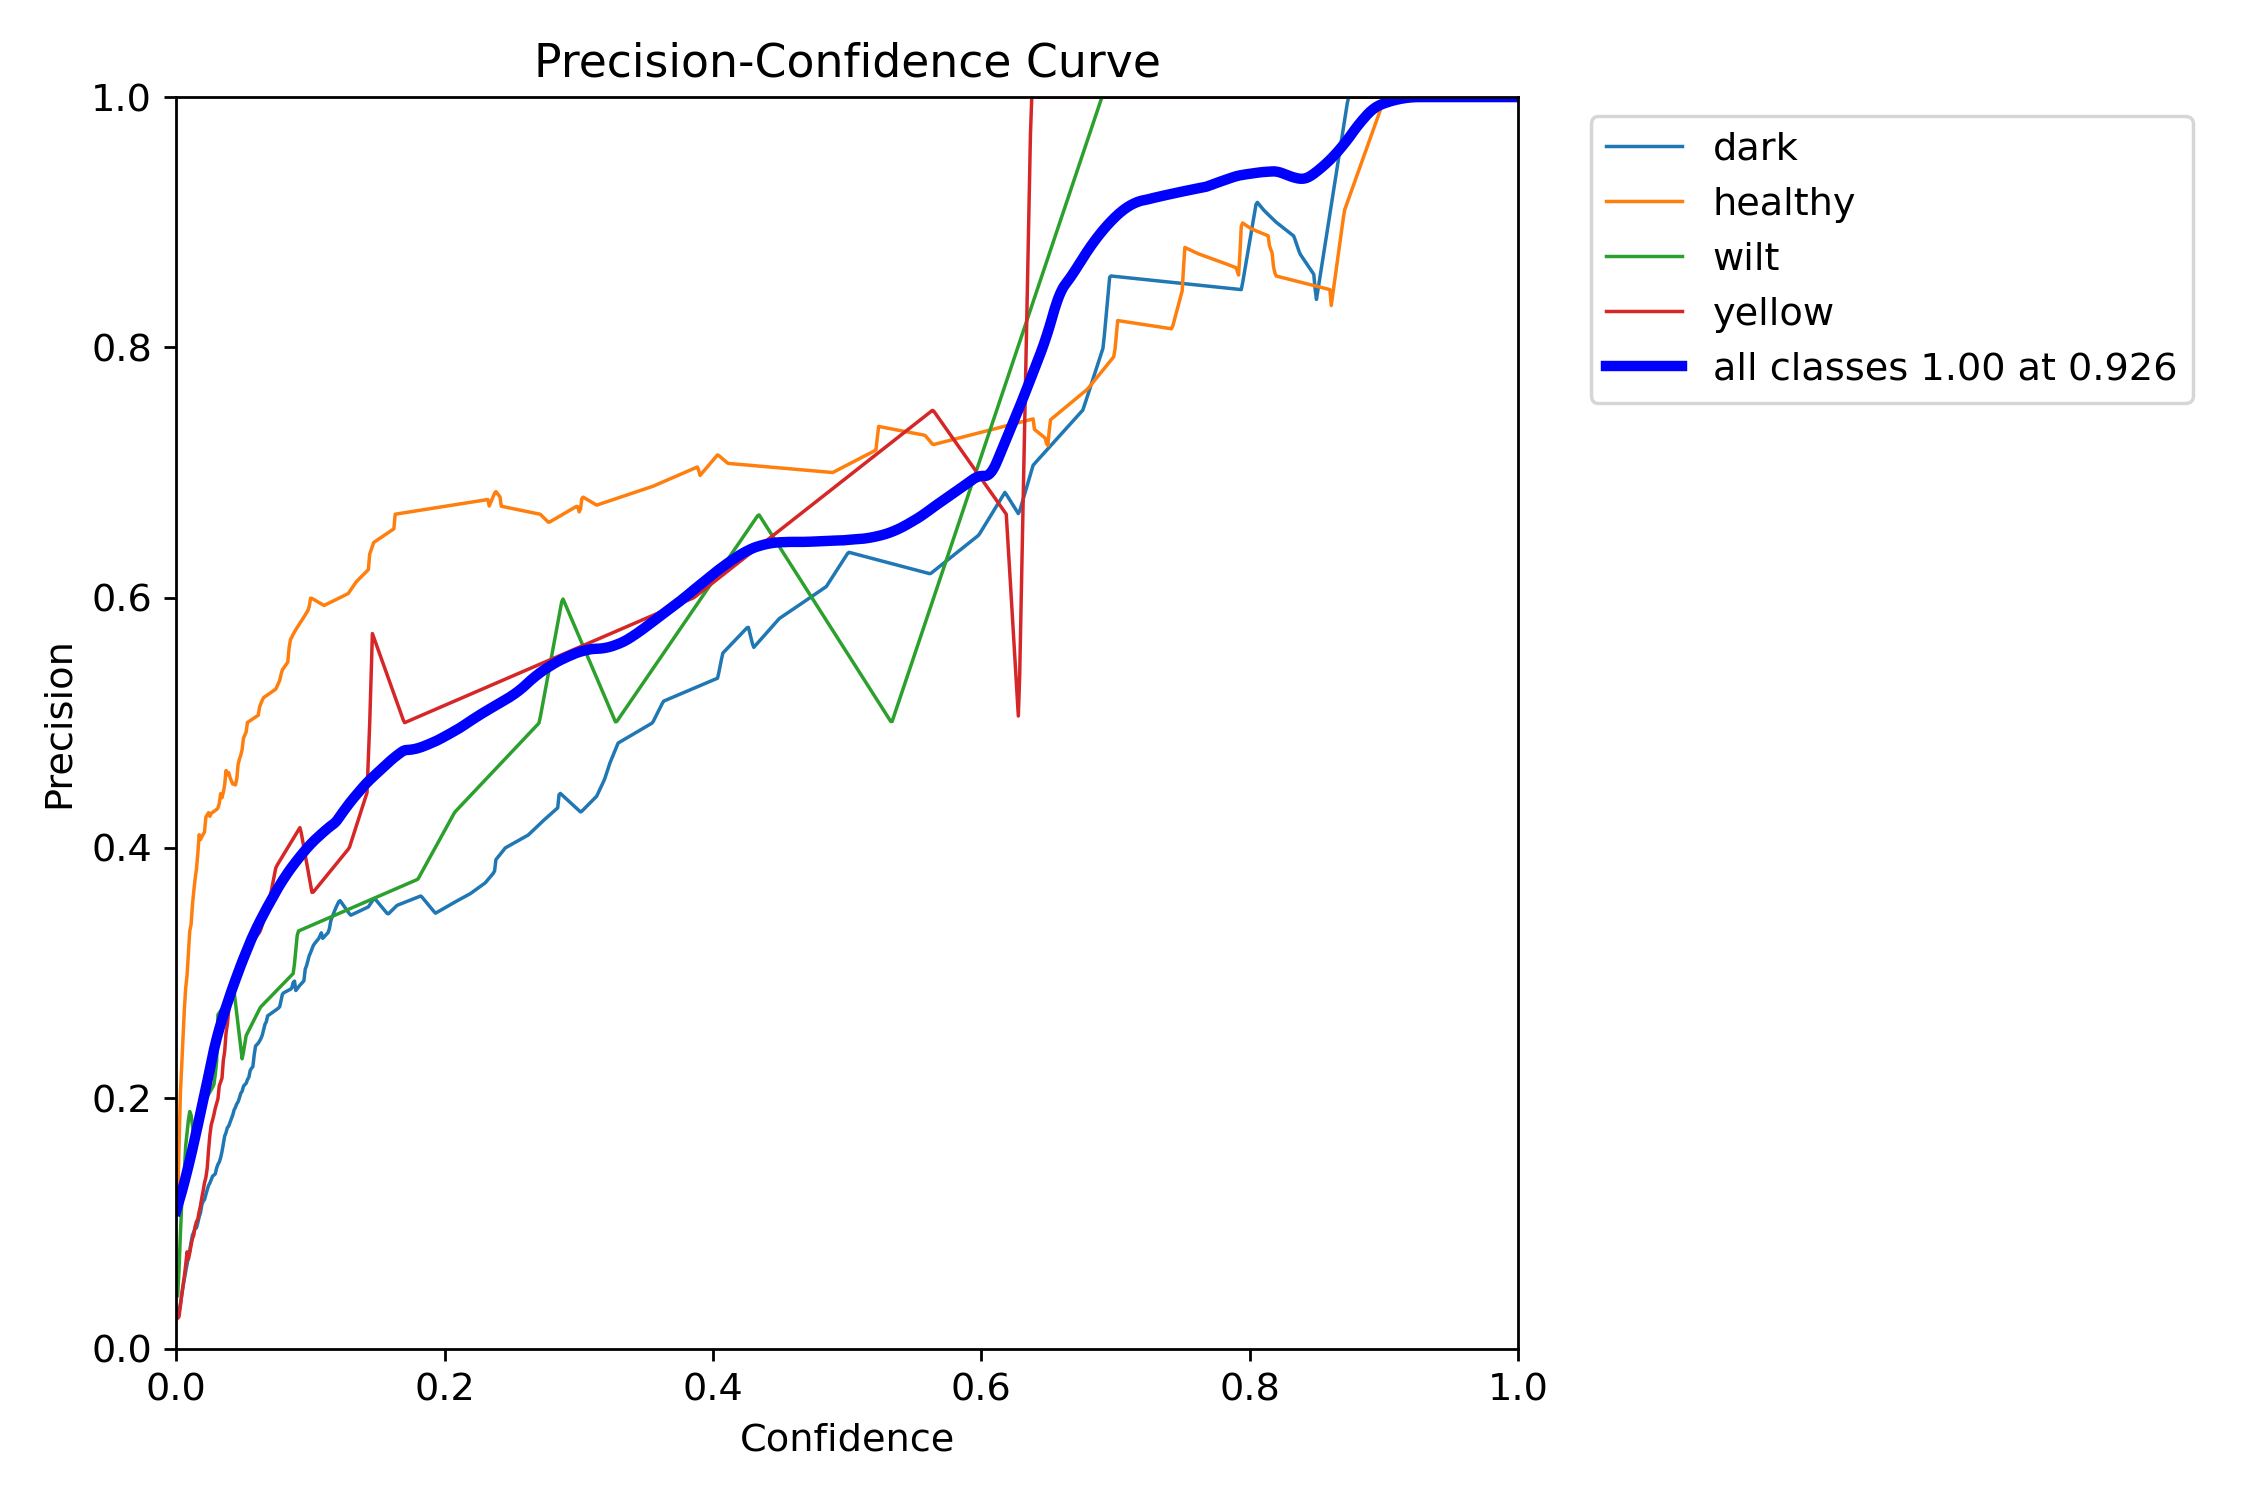 Precision-Confidence Curve
1.0
0.8
0.6
0.4
0.2
0.0
Precision
0.0 0.2 0.4 0.6 0.8 1.0
Confidence
dark
healthy
wilt
yellow
all classes 1.00 at 0.926